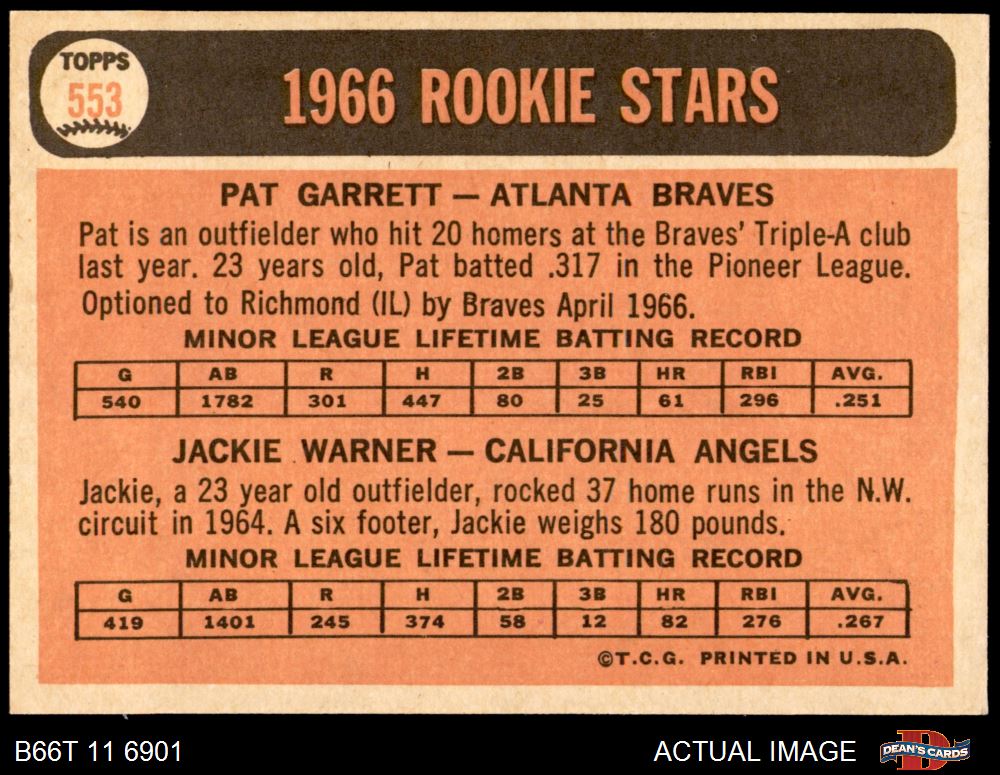 TOPPS
553
1966 ROOKIE STARS
PAT GARRETT — ATLANTA BRAVES
Pat is an outfielder who hit 20 homers at the Braves' Triple-A club
last year. 23 years old, Pat batted .317 in the Pioneer League.
Optioned to Richmond (IL) by Braves April 1966.
MINOR LEAGUE LIFETIME BATTING RECORD
G AB R H 2B 3B HR RBI AVG.
540 1782 301 447 80 25 61 296 .251
JACKIE WARNER — CALIFORNIA ANGELS
Jackie, a 23 year old outfielder, rocked 37 home runs in the N.W.
circuit in 1964. A six footer, Jackie weighs 180 pounds.
MINOR LEAGUE LIFETIME BATTING RECORD
G AB R H 2B 3B HR RBI AVG.
419 1401 245 374 58 12 82 276 .267
©T.C.G. PRINTED IN U.S.A.
B66T 11 6901 ACTUAL IMAGE DEAN'S CARDS